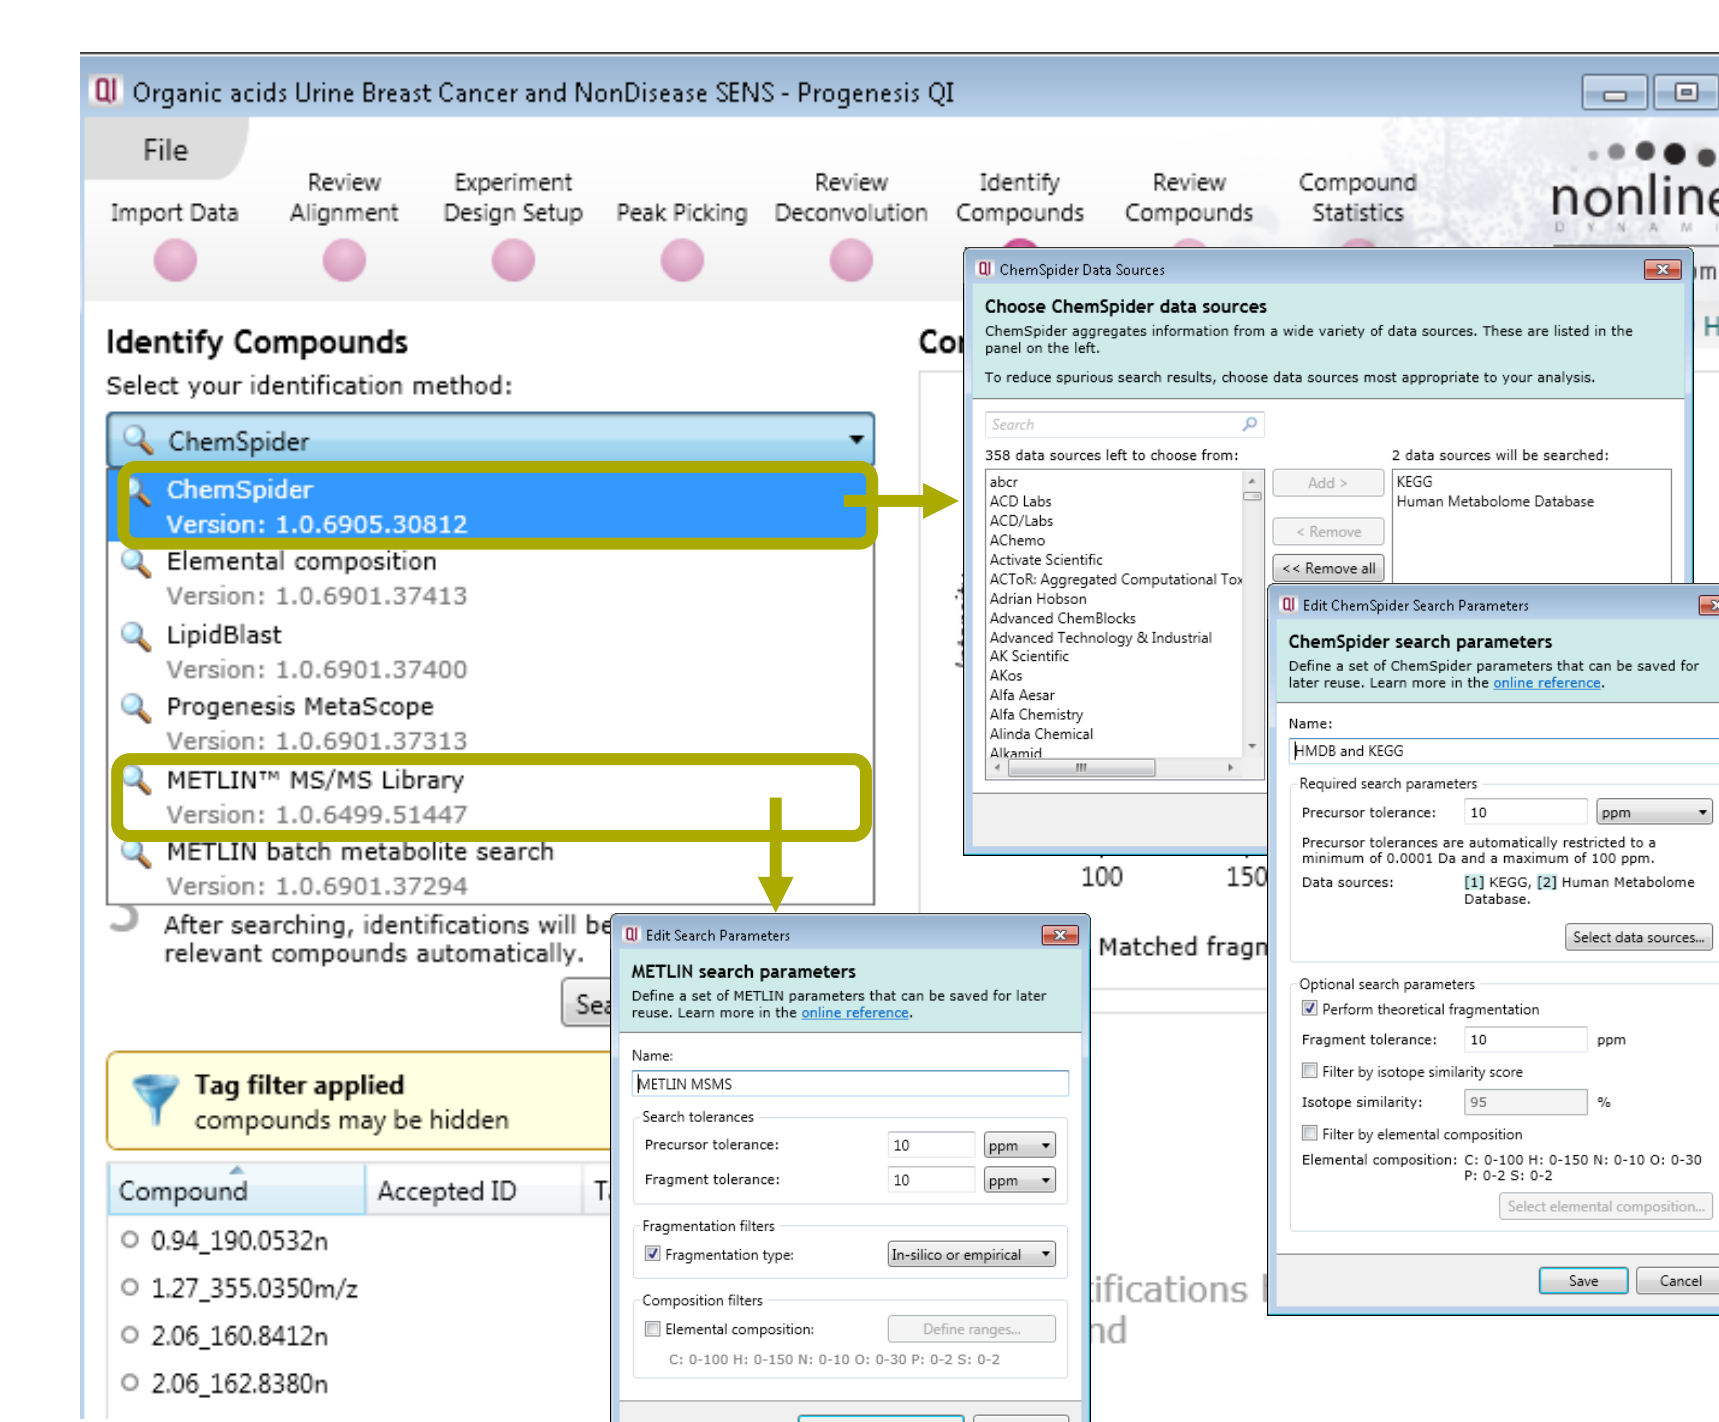 Organic acids Urine Breast Cancer and NonDisease SENS - Progenesis QI
File
Import Data
Review Alignment
Experiment Design Setup
Peak Picking
Review Deconvolution
Identify Compounds
Review Compounds
Compound Statistics
nonline
D Y N A M I
Identify Compounds
Select your identification method:
ChemSpider
ChemSpider
Version: 1.0.6905.30812
Elemental composition
Version: 1.0.6901.37413
LipidBlast
Version: 1.0.6901.37400
Progenesis MetaScope
Version: 1.0.6901.37313
METLIN™ MS/MS Library
Version: 1.0.6499.51447
METLIN batch metabolite search
Version: 1.0.6901.37294
3
After searching, identifications will be
relevant compounds automatically.
Sea
Tag filter applied
compounds may be hidden
Compound Accepted ID T
0.94_190.0532n
1.27_355.0350m/z
2.06_160.8412n
2.06_162.8380n
Co
H
100 150
Matched fragn
ifications
nd
QI ChemSpider Data Sources
Choose ChemSpider data sources
ChemSpider aggregates information from a wide variety of data sources. These are listed in the
panel on the left.
To reduce spurious search results, choose data sources most appropriate to your analysis.
Search
358 data sources left to choose from:
abcr
ACD Labs
ACD/Labs
AChemo
Activate Scientific
ACToR: Aggregated Computational Tox
Adrian Hobson
Advanced ChemBlocks
Advanced Technology & Industrial
AK Scientific
AKos
Alfa Aesar
Alfa Chemistry
Alinda Chemical
Alkamid
Add >
< Remove
<< Remove all
2 data sources will be searched:
KEGG
Human Metabolome Database
QI Edit ChemSpider Search Parameters
ChemSpider search parameters
Define a set of ChemSpider parameters that can be saved for
later reuse. Learn more in the online reference.
Name:
HMDB and KEGG
Required search parameters
Precursor tolerance: 10 ppm
Precursor tolerances are automatically restricted to a
minimum of 0.0001 Da and a maximum of 100 ppm.
Data sources: [1] KEGG, [2] Human Metabolome
Database.
Select data sources...
Optional search parameters
Perform theoretical fragmentation
Fragment tolerance: 10 ppm
Filter by isotope similarity score
Isotope similarity: 95 %
Filter by elemental composition
Elemental composition: C: 0-100 H: 0-150 N: 0-10 O: 0-30
P: 0-2 S: 0-2
Select elemental composition...
Save Cancel
QI Edit Search Parameters
METLIN search parameters
Define a set of METLIN parameters that can be saved for later
reuse. Learn more in the online reference.
Name:
METLIN MSMS
Search tolerances
Precursor tolerance: 10 ppm
Fragment tolerance: 10 ppm
Fragmentation filters
Fragmentation type: In-silico or empirical
Composition filters
Elemental composition: Define ranges...
C: 0-100 H: 0-150 N: 0-10 O: 0-30 P: 0-2 S: 0-2